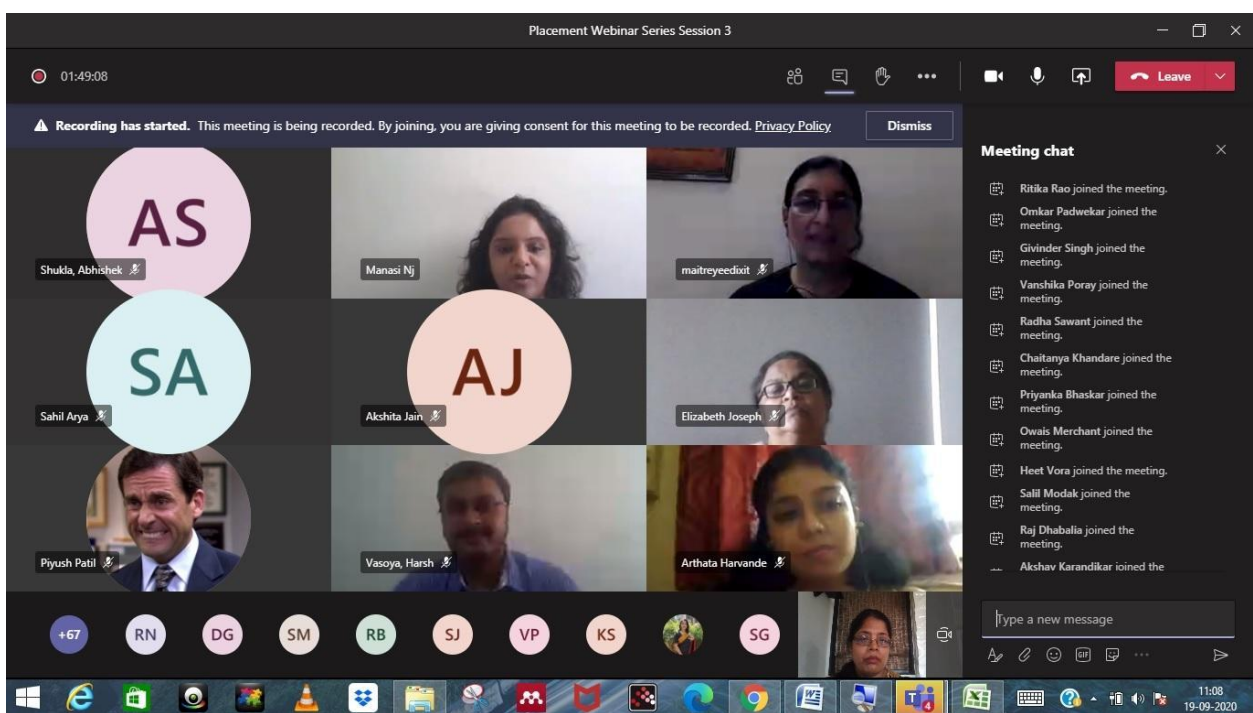 Placement Webinar Series Session 3
01:49:08
Leave
Recording has started. This meeting is being recorded. By joining, you are giving consent for this meeting to be recorded. Privacy Policy
Dismiss
AS
Shukla, Abhishek
Manasi Nj
maitreyeedixit
SA
Sahil Arya
AJ
Akshita Jain
Elizabeth Joseph
Piyush Patil
Vasoya, Harsh
Arthata Harvande
+67
RN
DG
SM
RB
SJ
VP
KS
SG
Meeting chat
Ritika Rao joined the meeting.
Omkar Padwekar joined the
meeting.
Givinder Singh joined the
meeting.
Vanshika Poray joined the
meeting.
Radha Sawant joined the
meeting.
Chaitanya Khandare joined the
meeting.
Priyanka Bhaskar joined the
meeting.
Owais Merchant joined the
meeting.
Heet Vora joined the meeting.
Salil Modak joined the
meeting.
Raj Dhabalia joined the
meeting.
Akshay Karandikar joined the
Type a new message
GIF
11:08
19-09-2020